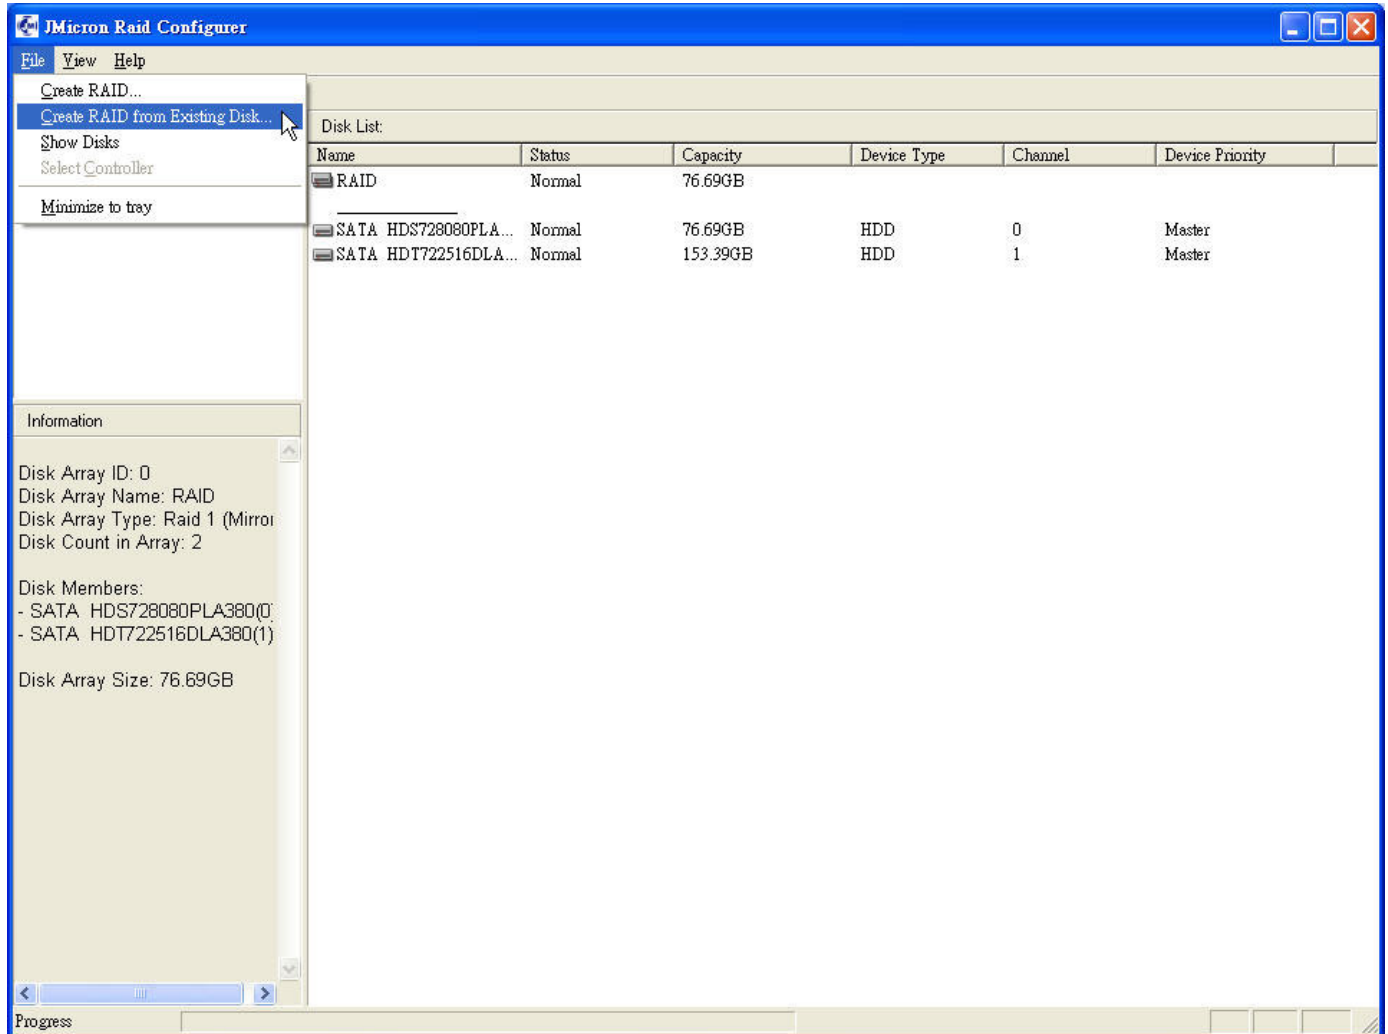 JMicron Raid Configurer
File View Help
Create RAID...
Create RAID from Existing Disk...
Show Disks
Select Controller
Minimize to tray
Disk List:
Name Status Capacity Device Type Channel Device Priority
RAID Normal 76.69GB
SATA HDS728080PLA... Normal 76.69GB HDD 0 Master
SATA HDT722516DLA... Normal 153.39GB HDD 1 Master
Information
Disk Array ID: 0
Disk Array Name: RAID
Disk Array Type: Raid 1 (Mirror
Disk Count in Array: 2
Disk Members:
- SATA HDS728080PLA380(0)
- SATA HDT722516DLA380(1)
Disk Array Size: 76.69GB
Progress